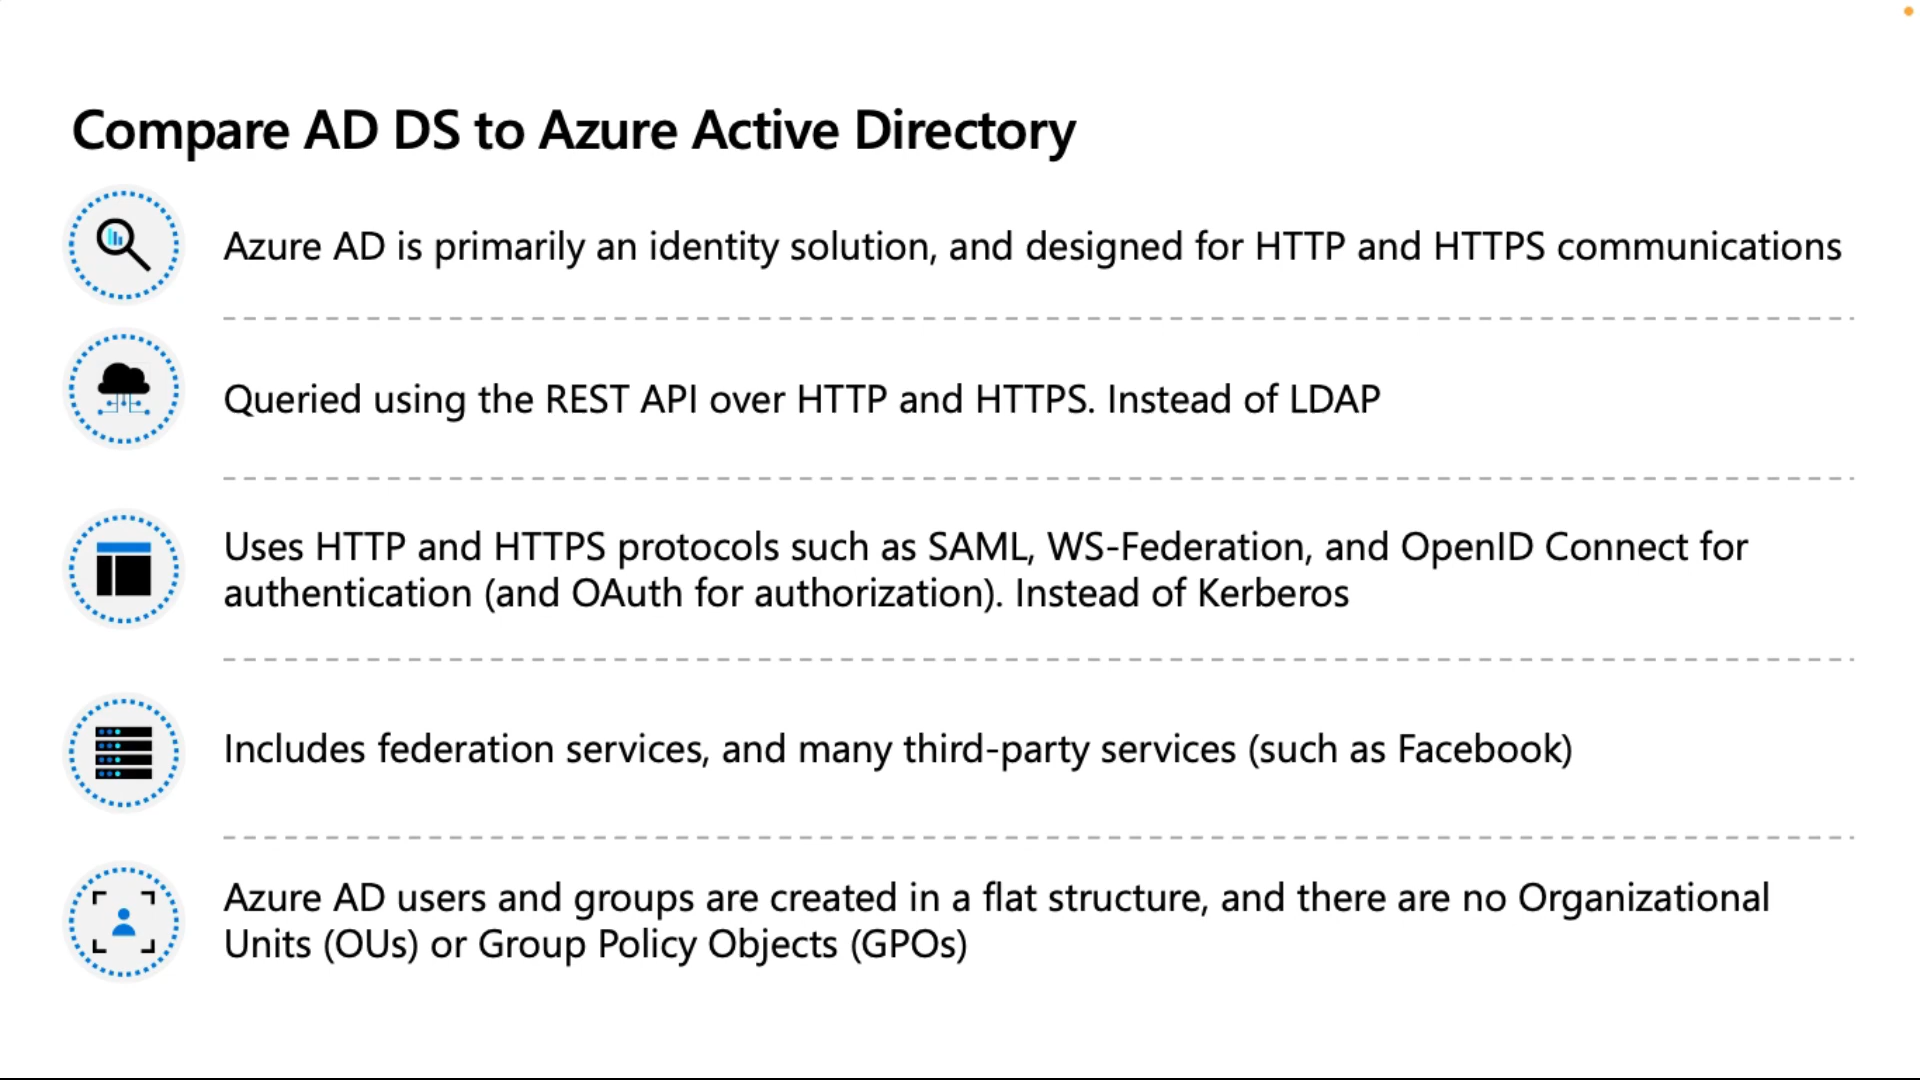 Compare AD DS to Azure Active Directory
Azure AD is primarily an identity solution, and designed for HTTP and HTTPS communications
Queried using the REST API over HTTP and HTTPS. Instead of LDAP
Uses HTTP and HTTPS protocols such as SAML, WS-Federation, and OpenID Connect for
authentication (and OAuth for authorization). Instead of Kerberos
Includes federation services, and many third-party services (such as Facebook)
Azure AD users and groups are created in a flat structure, and there are no Organizational
Units (OUs) or Group Policy Objects (GPOs)